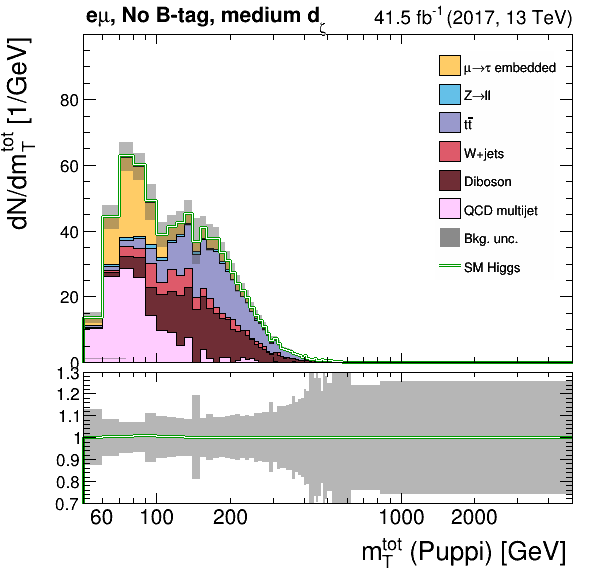 eμ, No B-tag, medium dζ 41.5 fb⁻¹ (2017, 13 TeV)
dN/dm_T^tot [1/GeV]
80
60
40
20
0
μ→τ embedded
Z→ll
tt̄
W+jets
Diboson
QCD multijet
Bkg. unc.
SM Higgs
1.3
1.2
1.1
1
0.9
0.8
0.7
60 100 200 1000 2000
m_T^tot (Puppi) [GeV]